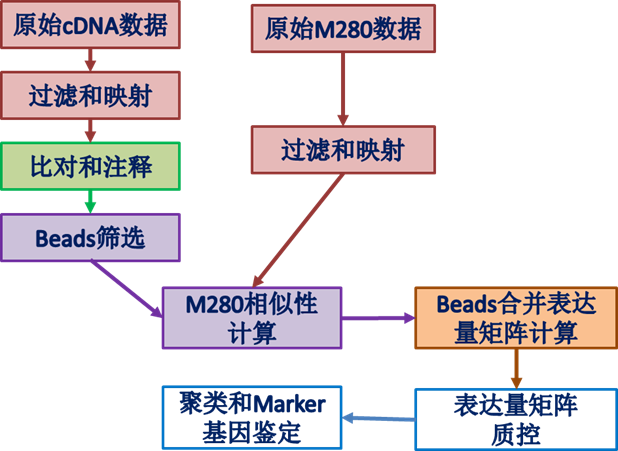 原始cDNA数据
原始M280数据
过滤和映射
过滤和映射
比对和注释
Beads筛选
M280相似性
计算
Beads合并表达
量矩阵计算
聚类和Marker
基因鉴定
表达量矩阵
质控